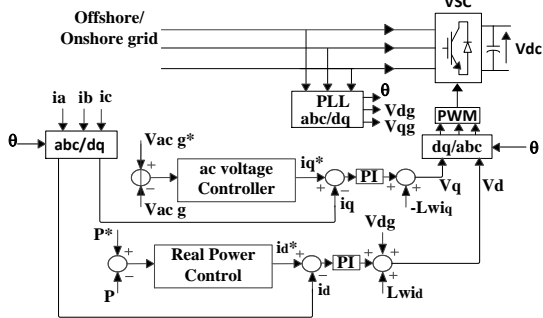 VSC
Offshore/
Onshore grid
Vdc
PLL
abc/dq
θ
Vdg
Vqg
PWM
ia ib ic
θ
abc/dq
dq/abc
θ
Vac g*
+
−
Vac g
ac voltage
Controller
iq*
+
−
iq
PI
+
+
-Lwiq
Vq
Vd
P*
+
−
P
Real Power
Control
id*
+
−
id
PI
Vdg
+
+
+
Lwid